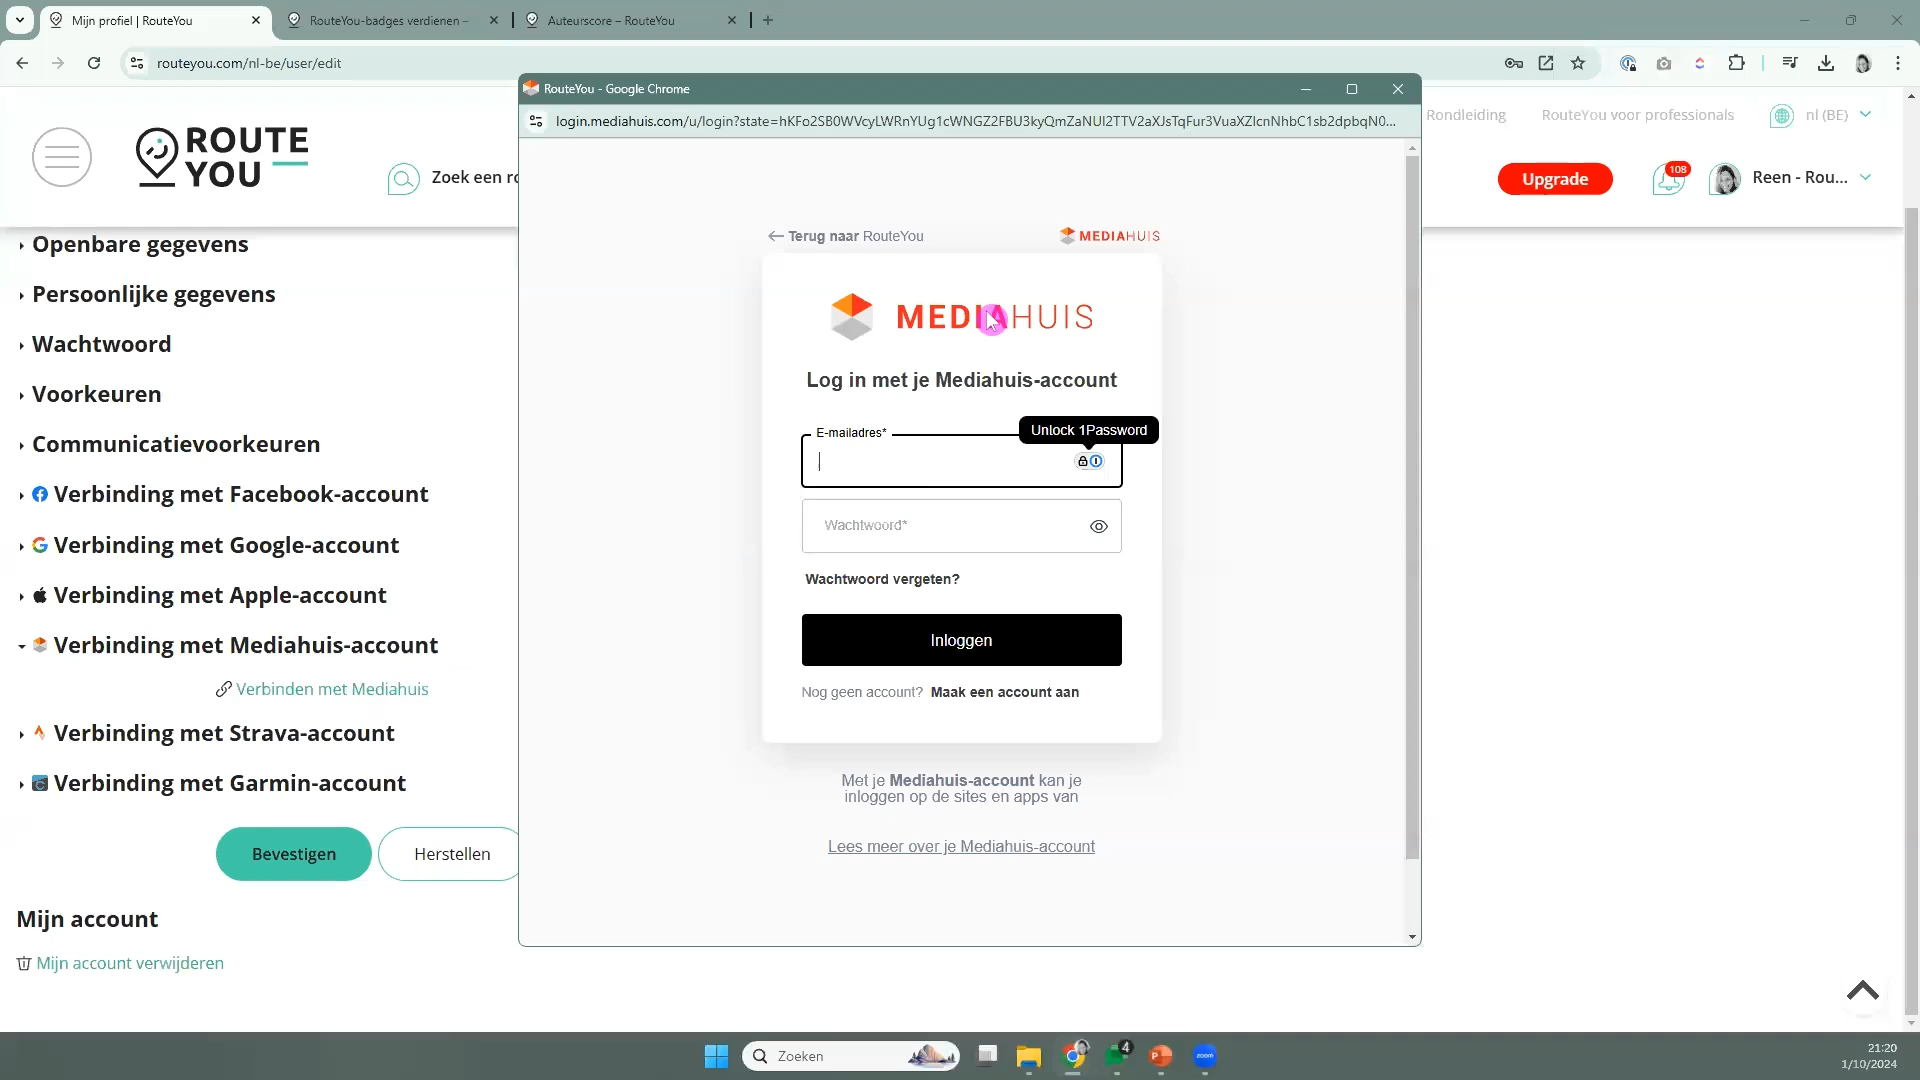 Mijn profiel | RouteYou
RouteYou-badges verdienen –
Auteurscore – RouteYou
routeyou.com/nl-be/user/edit
RouteYou - Google Chrome
login.mediahuis.com/u/login?state=hKFo2SB0WVcyLWRnYUg1cWNGZ2FBU3kyQmZaNUl2TTV2aXJsTqFur3VuaXZlcnNhbC1sb2dpbqN0...
Rondleiding
RouteYou voor professionals
nl (BE)
ROUTE
YOU
Zoek een ro
Upgrade
108
Reen - Rou...
Openbare gegevens
Persoonlijke gegevens
Wachtwoord
Voorkeuren
Communicatievoorkeuren
Verbinding met Facebook-account
Verbinding met Google-account
Verbinding met Apple-account
Verbinding met Mediahuis-account
Verbinden met Mediahuis
Verbinding met Strava-account
Verbinding met Garmin-account
Bevestigen
Herstellen
Mijn account
Mijn account verwijderen
Terug naar RouteYou
MEDIAHUIS
MEDIAHUIS
Log in met je Mediahuis-account
Unlock 1Password
E-mailadres*
Wachtwoord*
Wachtwoord vergeten?
Inloggen
Nog geen account? Maak een account aan
Met je Mediahuis-account kan je
inloggen op de sites en apps van
Lees meer over je Mediahuis-account
Zoeken
4
zoom
21:20
1/10/2024